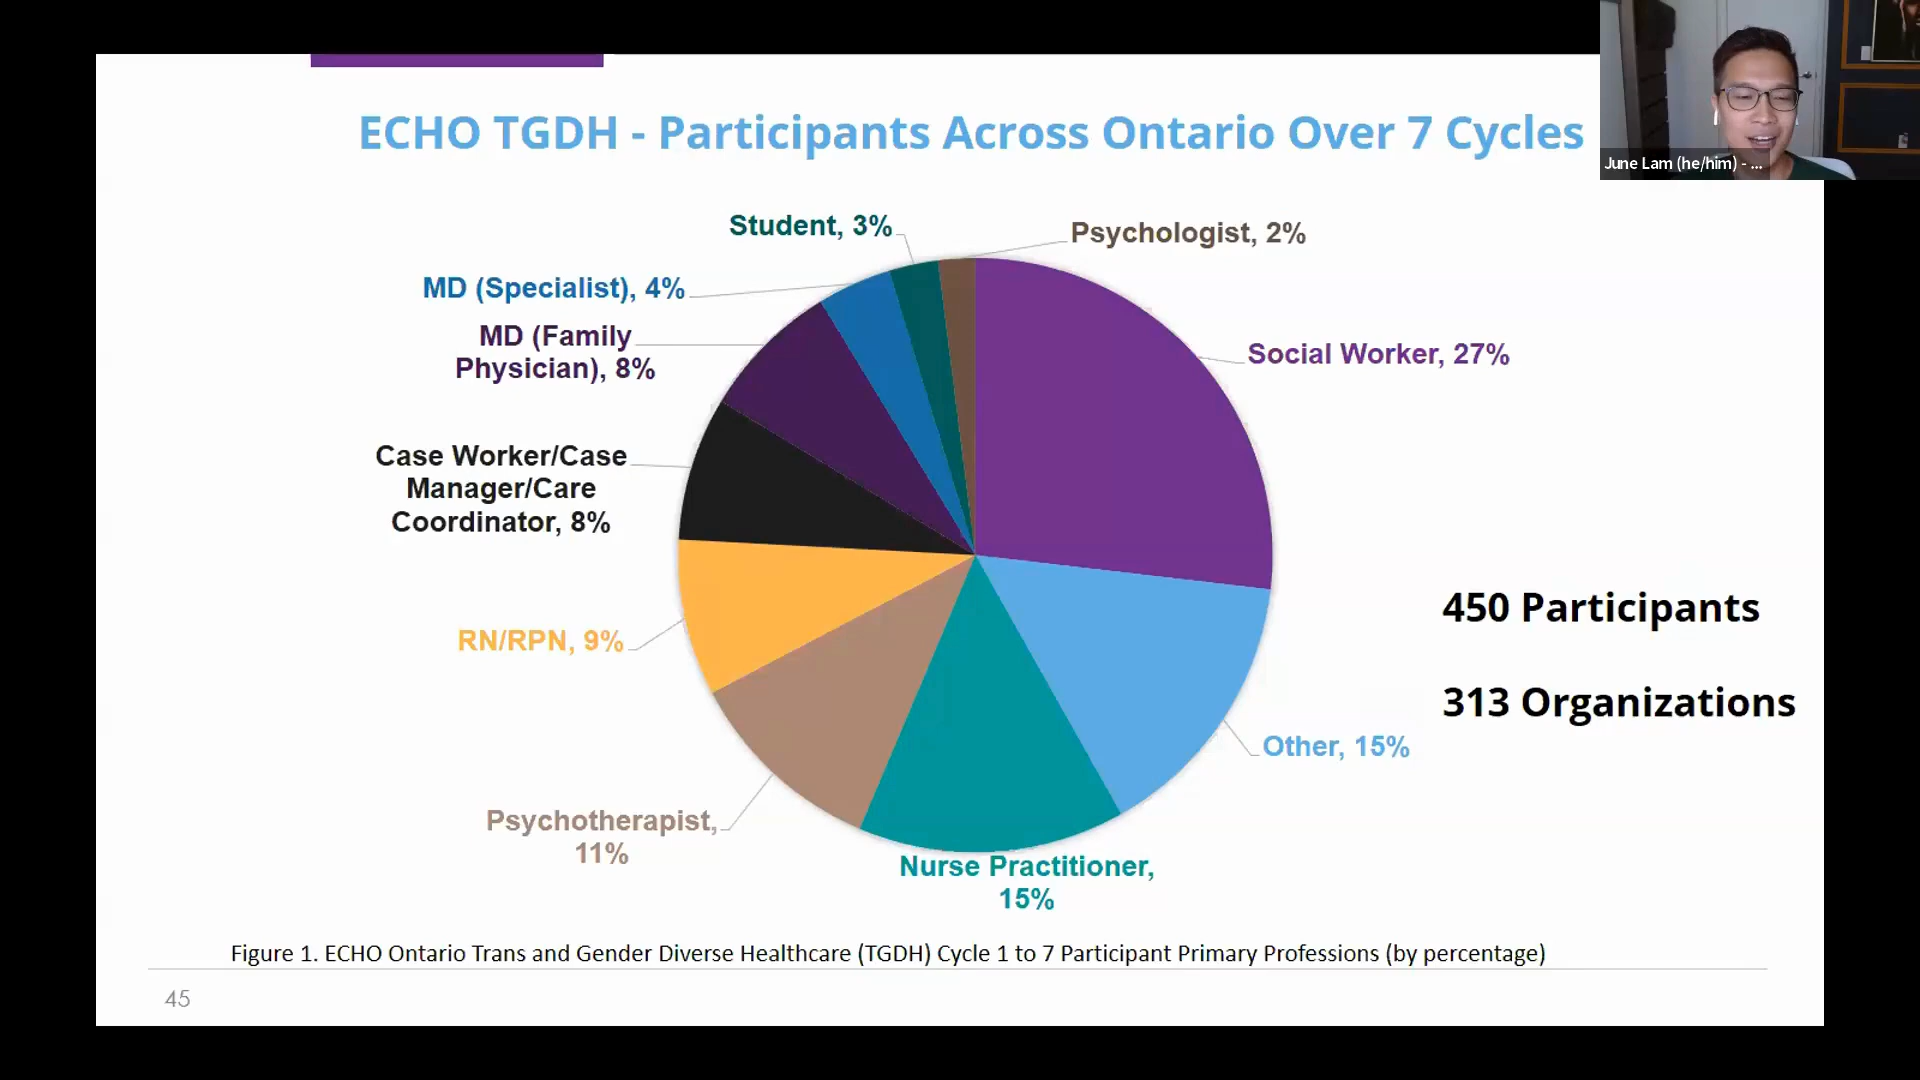 ECHO TGDH - Participants Across Ontario Over 7 Cycles
June Lam (he/him) - ...
Student, 3%
Psychologist, 2%
MD (Specialist), 4%
MD (Family
Physician), 8%
Social Worker, 27%
Case Worker/Case
Manager/Care
Coordinator, 8%
RN/RPN, 9%
450 Participants
313 Organizations
Other, 15%
Psychotherapist,
11%
Nurse Practitioner,
15%
Figure 1. ECHO Ontario Trans and Gender Diverse Healthcare (TGDH) Cycle 1 to 7 Participant Primary Professions (by percentage)
45